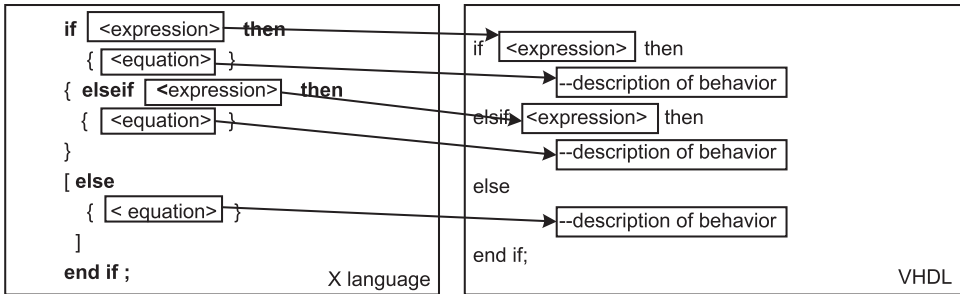 if <expression> then
{ <equation> }
{ elseif <expression> then
{ <equation> }
}
[ else
{ < equation> }
]
end if ;
X language
if <expression> then
--description of behavior
elsif <expression> then
--description of behavior
else
--description of behavior
end if;
VHDL